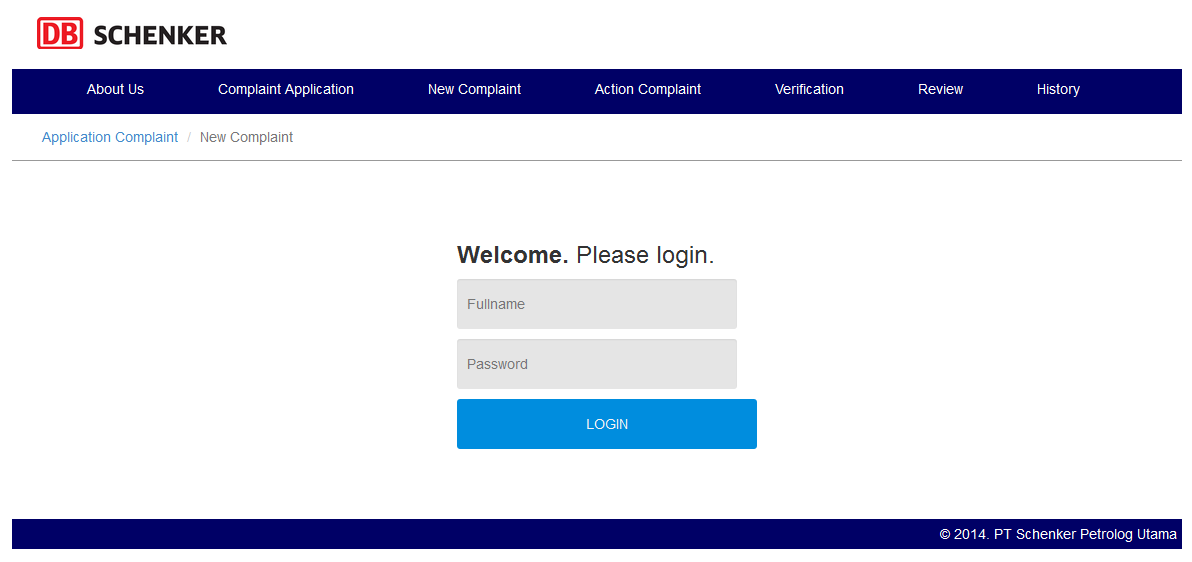 DB SCHENKER
About Us Complaint Application New Complaint Action Complaint Verification Review History
Application Complaint / New Complaint
Welcome. Please login.
Fullname
Password
LOGIN
© 2014. PT Schenker Petrolog Utama